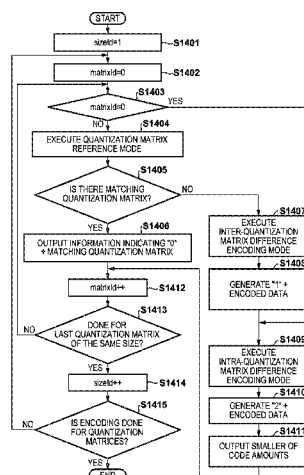 START
sizeId=1
S1401
matrixId=0
S1402
S1403
matrixId=0
YES
NO
S1404
EXECUTE QUANTIZATION MATRIX
REFERENCE MODE
S1405
IS THERE MATCHING
QUANTIZATION MATRIX?
NO
YES
S1406
OUTPUT INFORMATION INDICATING "0"
+ MATCHING QUANTIZATION MATRIX
S1407
EXECUTE
INTER-QUANTIZATION
MATRIX DIFFERENCE
ENCODING MODE
S1408
GENERATE "1" +
ENCODED DATA
matrixId++
S1412
S1413
DONE FOR
LAST QUANTIZATION MATRIX
OF THE SAME SIZE?
NO
YES
S1409
EXECUTE
INTRA-QUANTIZATION
MATRIX DIFFERENCE
ENCODING MODE
sizeId++
S1414
S1410
GENERATE "2" +
ENCODED DATA
S1415
IS ENCODING DONE
FOR QUANTIZATION
MATRICES?
NO
YES
S1411
OUTPUT SMALLER OF
CODE AMOUNTS
END